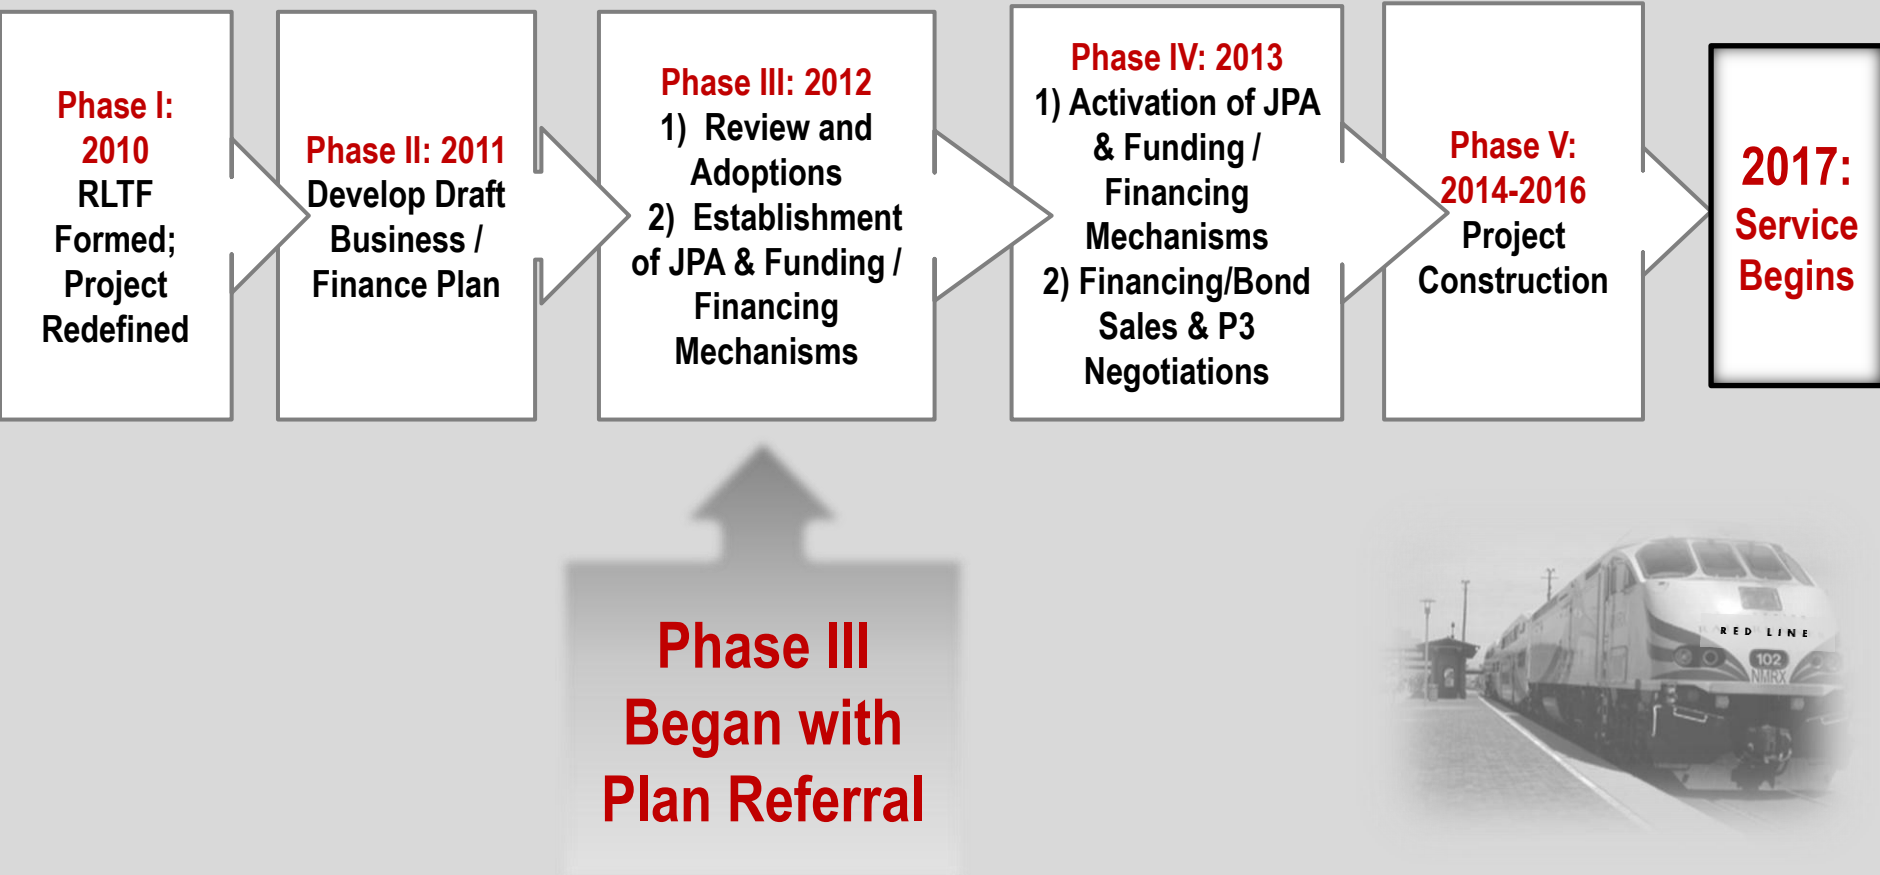 Phase I:
2010
RLTF
Formed;
Project
Redefined
Phase II: 2011
Develop Draft
Business /
Finance Plan
Phase III: 2012
1) Review and
Adoptions
2) Establishment
of JPA & Funding /
Financing
Mechanisms
Phase IV: 2013
1) Activation of JPA
& Funding /
Financing
Mechanisms
2) Financing/Bond
Sales & P3
Negotiations
Phase V:
2014-2016
Project
Construction
2017:
Service
Begins
Phase III
Began with
Plan Referral
RED LINE
102
NMRX